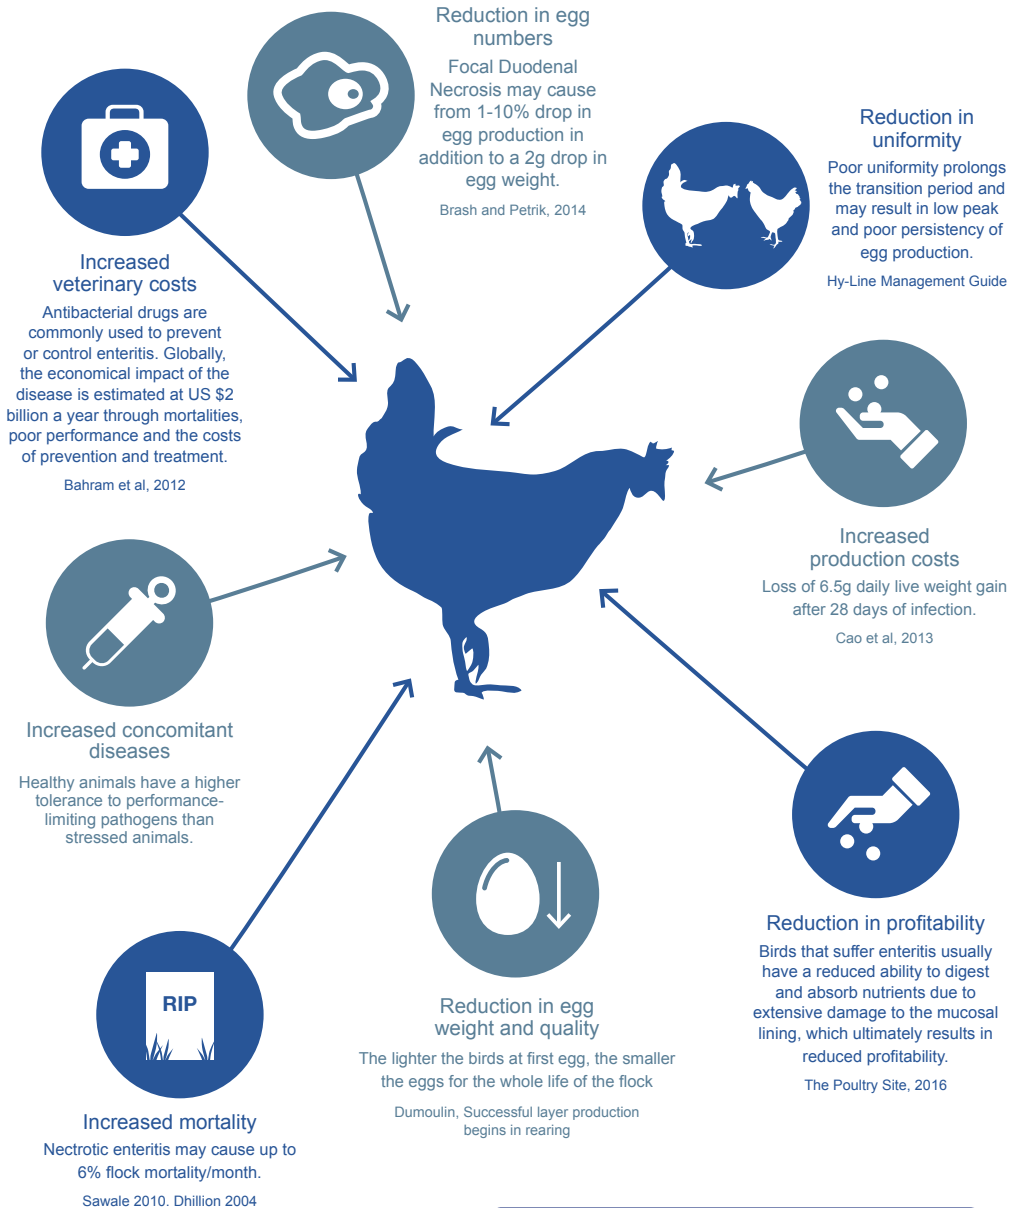 Reduction in egg
numbers
Focal Duodenal
Necrosis may cause
from 1-10% drop in
egg production in
addition to a 2g drop in
egg weight.
Brash and Petrik, 2014
Reduction in
uniformity
Poor uniformity prolongs
the transition period and
may result in low peak
and poor persistency of
egg production.
Hy-Line Management Guide
Increased
veterinary costs
Antibacterial drugs are
commonly used to prevent
or control enteritis. Globally,
the economical impact of the
disease is estimated at US $2
billion a year through mortalities,
poor performance and the costs
of prevention and treatment.
Bahram et al, 2012
Increased
production costs
Loss of 6.5g daily live weight gain
after 28 days of infection.
Cao et al, 2013
Increased concomitant
diseases
Healthy animals have a higher
tolerance to performance-
limiting pathogens than
stressed animals.
Reduction in profitability
Birds that suffer enteritis usually
have a reduced ability to digest
and absorb nutrients due to
extensive damage to the mucosal
lining, which ultimately results in
reduced profitability.
The Poultry Site, 2016
Reduction in egg
weight and quality
The lighter the birds at first egg, the smaller
the eggs for the whole life of the flock
Dumoulin, Successful layer production
begins in rearing
RIP
Increased mortality
Nectrotic enteritis may cause up to
6% flock mortality/month.
Sawale 2010. Dhillion 2004